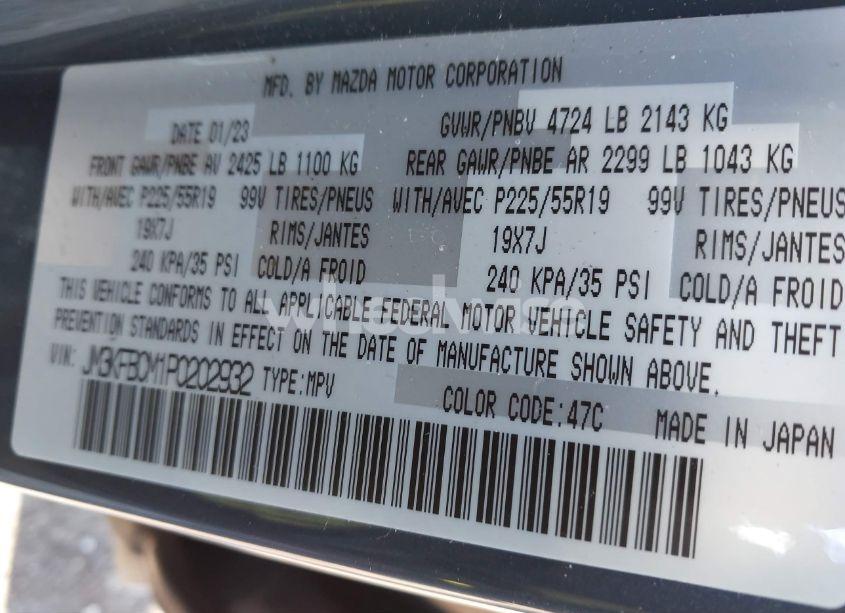 MFD. BY MAZDA MOTOR CORPORATION
DATE 01/23 GVWR/PNBV 4724 LB 2143 KG
FRONT GAWR/PNBE AV 2425 LB 1100 KG REAR GAWR/PNBE AR 2299 LB 1043 KG
WITH/AVEC P225/55R19 99V TIRES/PNEUS WITH/AVEC P225/55R19 99V TIRES/PNEUS
19X7J RIMS/JANTES 19X7J RIMS/JANTES
240 KPA/35 PSI COLD/A FROID 240 KPA/35 PSI COLD/A FROID
THIS VEHICLE CONFORMS TO ALL APPLICABLE FEDERAL MOTOR VEHICLE SAFETY AND THEFT
PREVENTION STANDARDS IN EFFECT ON THE DATE OF MANUFACTURE SHOWN ABOVE.
VIN: JM3KFBCM1P0202932 TYPE:MPV COLOR CODE:47C MADE IN JAPAN
wheelwise